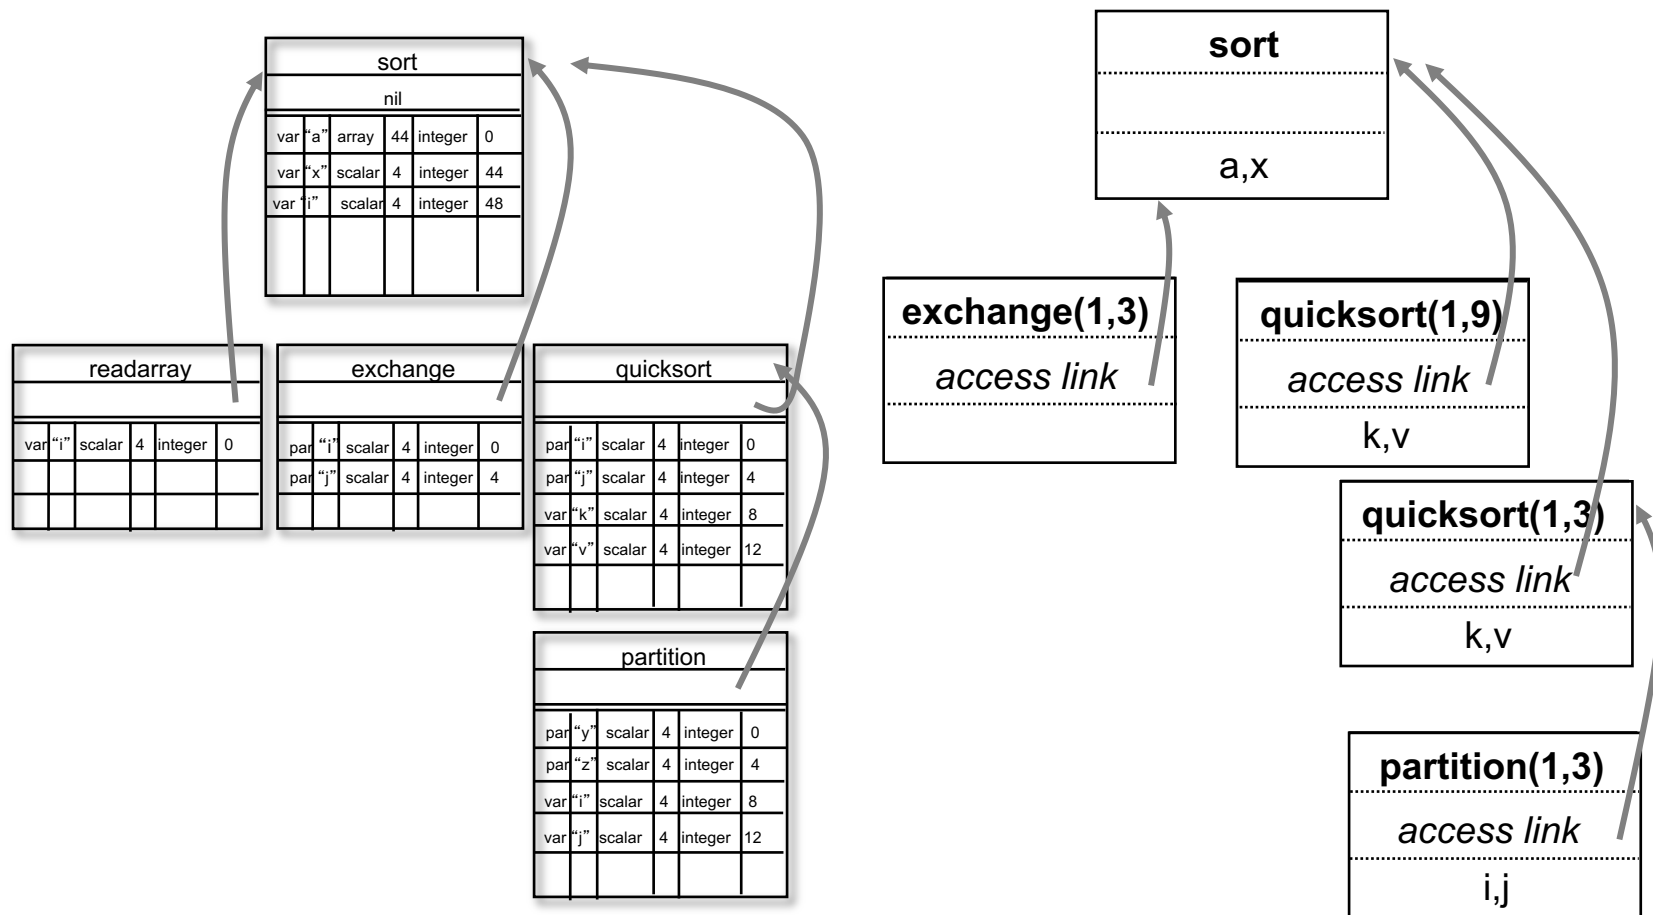 sort
nil
var "a" array 44 integer 0
var "x" scalar 4 integer 44
var "i" scalar 4 integer 48
readarray
var "i" scalar 4 integer 0
exchange
par "i" scalar 4 integer 0
par "j" scalar 4 integer 4
quicksort
par "i" scalar 4 integer 0
par "j" scalar 4 integer 4
var "k" scalar 4 integer 8
var "v" scalar 4 integer 12
partition
par "y" scalar 4 integer 0
par "z" scalar 4 integer 4
var "i" scalar 4 integer 8
var "j" scalar 4 integer 12
sort
a,x
exchange(1,3)
access link
quicksort(1,9)
access link
k,v
quicksort(1,3)
access link
k,v
partition(1,3)
access link
i,j